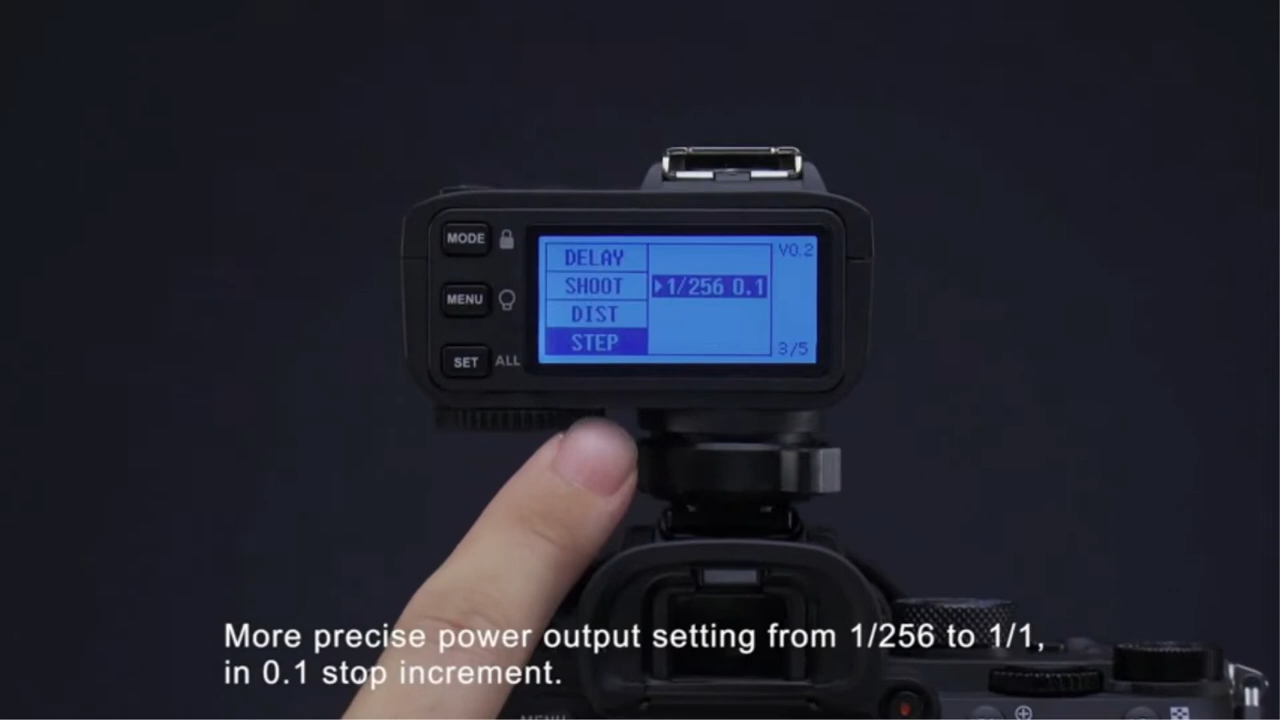 MODE
MENU
SET ALL
DELAY
SHOOT
DIST
STEP
1/256 0.1
V0.2
3/5
More precise power output setting from 1/256 to 1/1,
in 0.1 stop increment.
MENU